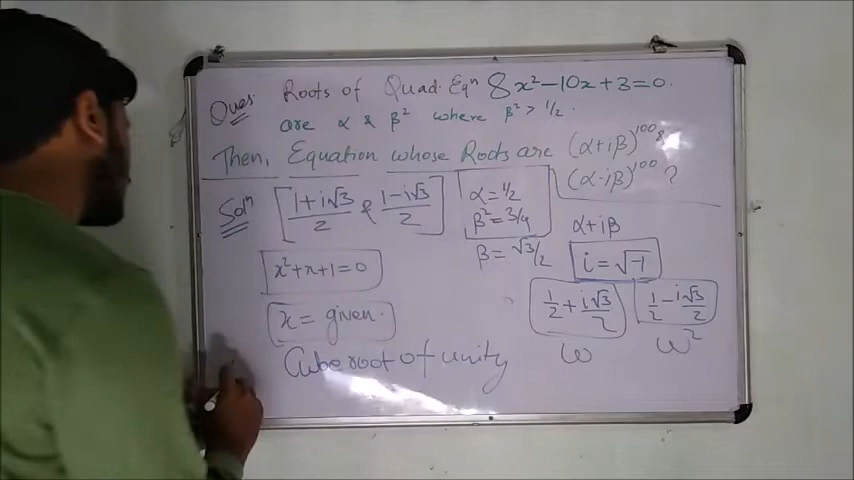 Ques. Roots of Quad. Eqⁿ 8x²-10x+3=0.
are α & β² where β² > 1/2.
Then, Equation whose Roots are (α+iβ)¹⁰⁰ &
(α-iβ)¹⁰⁰ ?
Solⁿ [(1+i√3)/2 & (1-i√3)/2]
x²+x+1=0
x = given.
Cube root of unity
α=1/2
β²=3/4
β=√3/2
α+iβ
i=√-1
1/2+i√3/2
ω
1/2-i√3/2
ω²